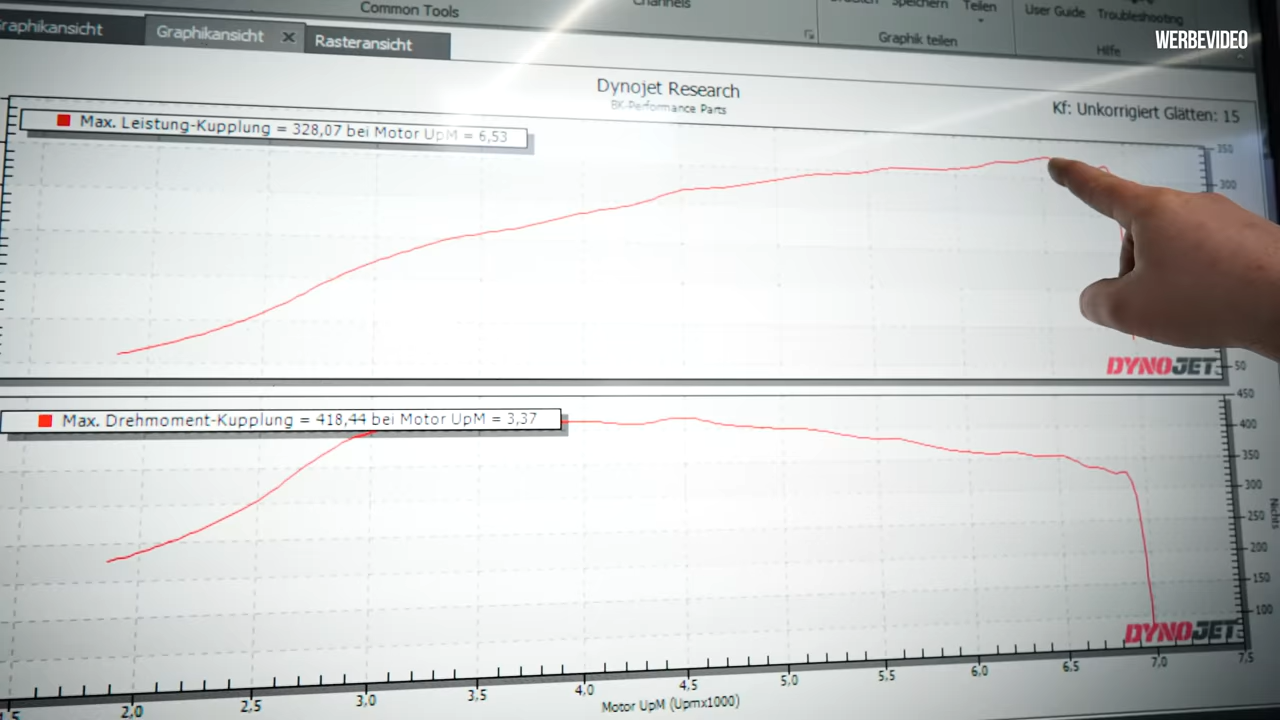 Common Tools
Channels
Speichern
Teilen
User Guide
Troubleshooting
Graphik teilen
Hilfe
WERBEVIDEO
Graphikansicht
Rasteransicht
Dynojet Research
BK-Performance Parts
Kf: Unkorrigiert Glätten: 15
Max. Leistung-Kupplung = 328,07 bei Motor UpM = 6,53
350
300
50
DYNOJET
Max. Drehmoment-Kupplung = 418,44 bei Motor UpM = 3,37
450
400
350
300
250
200
150
100
Nichts
DYNOJET
2,0 2,5 3,0 3,5 4,0 4,5 5,0 5,5 6,0 6,5 7,0 7,5
Motor UpM (Upmx1000)